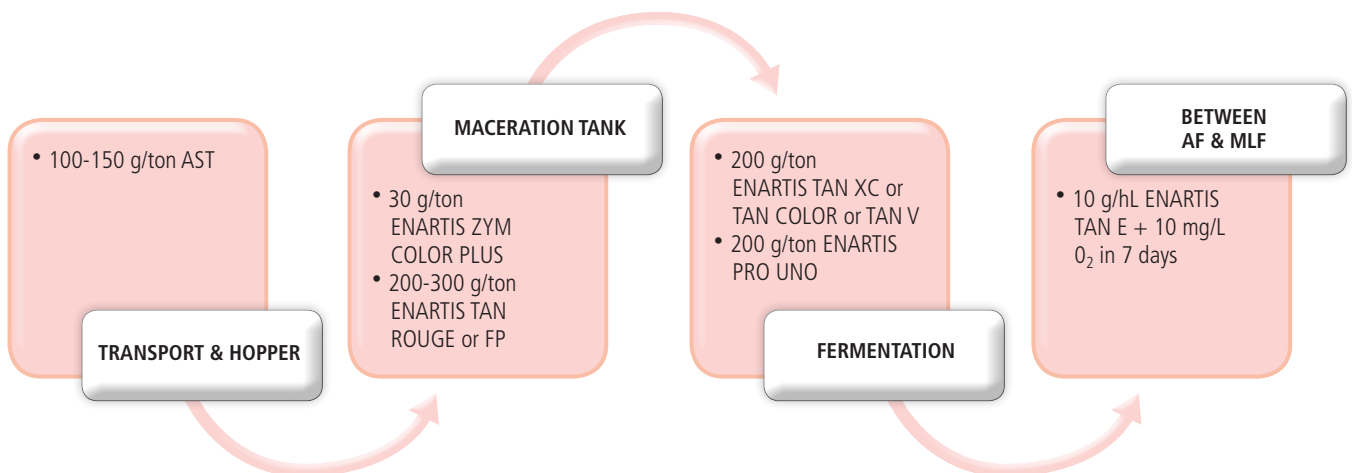 • 100-150 g/ton AST
TRANSPORT & HOPPER
MACERATION TANK
• 30 g/ton
ENARTIS ZYM
COLOR PLUS
• 200-300 g/ton
ENARTIS TAN
ROUGE or FP
• 200 g/ton
ENARTIS TAN XC or
TAN COLOR or TAN V
• 200 g/ton ENARTIS
PRO UNO
FERMENTATION
BETWEEN
AF & MLF
• 10 g/hL ENARTIS
TAN E + 10 mg/L
0₂ in 7 days